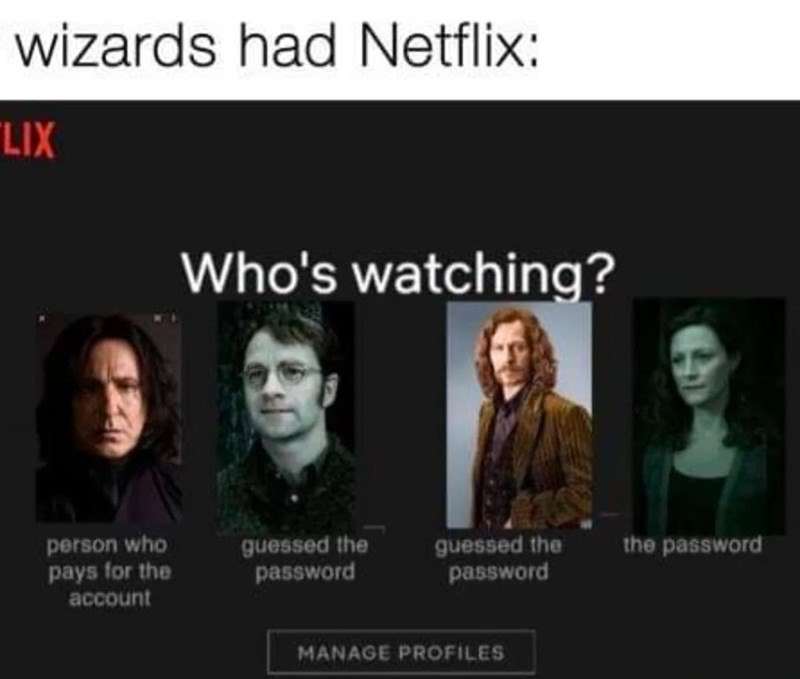 wizards had Netflix:
LIX
Who's watching?
person who
pays for the
account
guessed the
password
guessed the
password
the password
MANAGE PROFILES